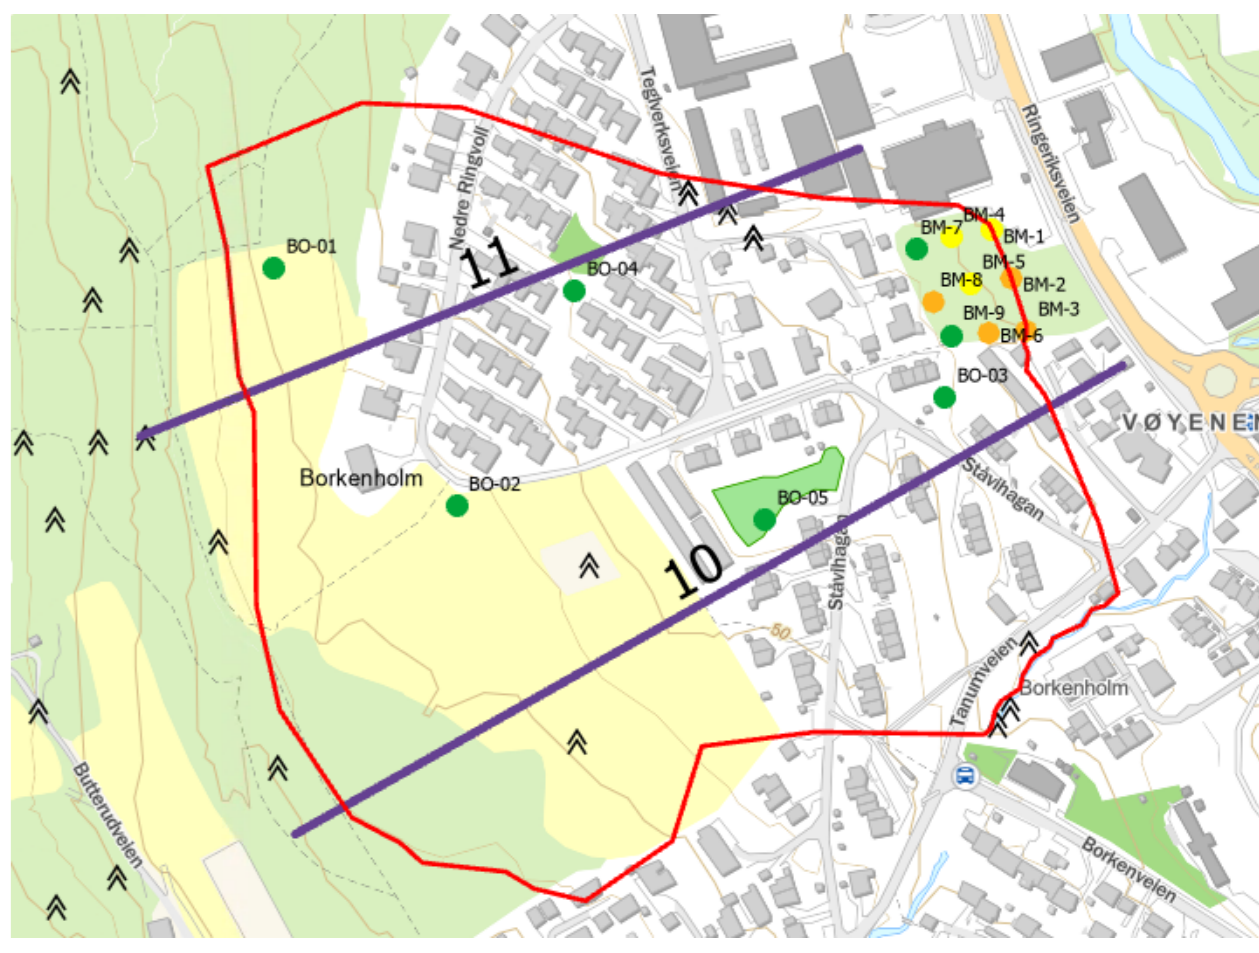 Teglverksveien
Ringeriksveien
Nedre Ringvoll
BM-4
BM-7
BM-1
BO-01
11
BO-04
BM-5
BM-8
BM-2
BM-3
BM-9
BM-6
BO-03
VØYENEN
Borkenholm
BO-02
Ståvihagan
BO-05
10
Ståvihagan
50
Tanumveien
Borkenholm
Butterudveien
Borkenveien